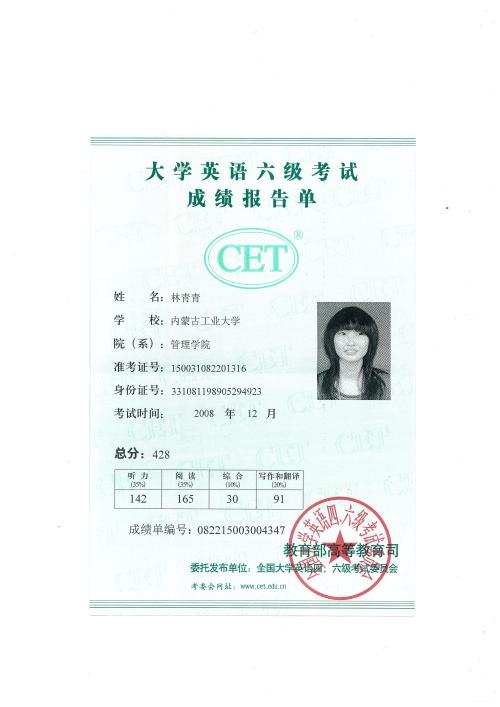 大学英语六级考试
成绩报告单
CET®
姓 名：林青青
学 校：内蒙古工业大学
院（系）：管理学院
准考证号：150031082201316
身份证号：331081198905294923
考试时间： 2008 年 12 月
总分：428
听力 阅读 综合 写作和翻译
(35%) (35%) (10%) (20%)
142 165 30 91
成绩单编号：082215003004347
教育部高等教育司
委托发布单位：全国大学英语四、六级考试委员会
考委会网址：www.cet.edu.cn
全国大学英语四、六级考试委员会